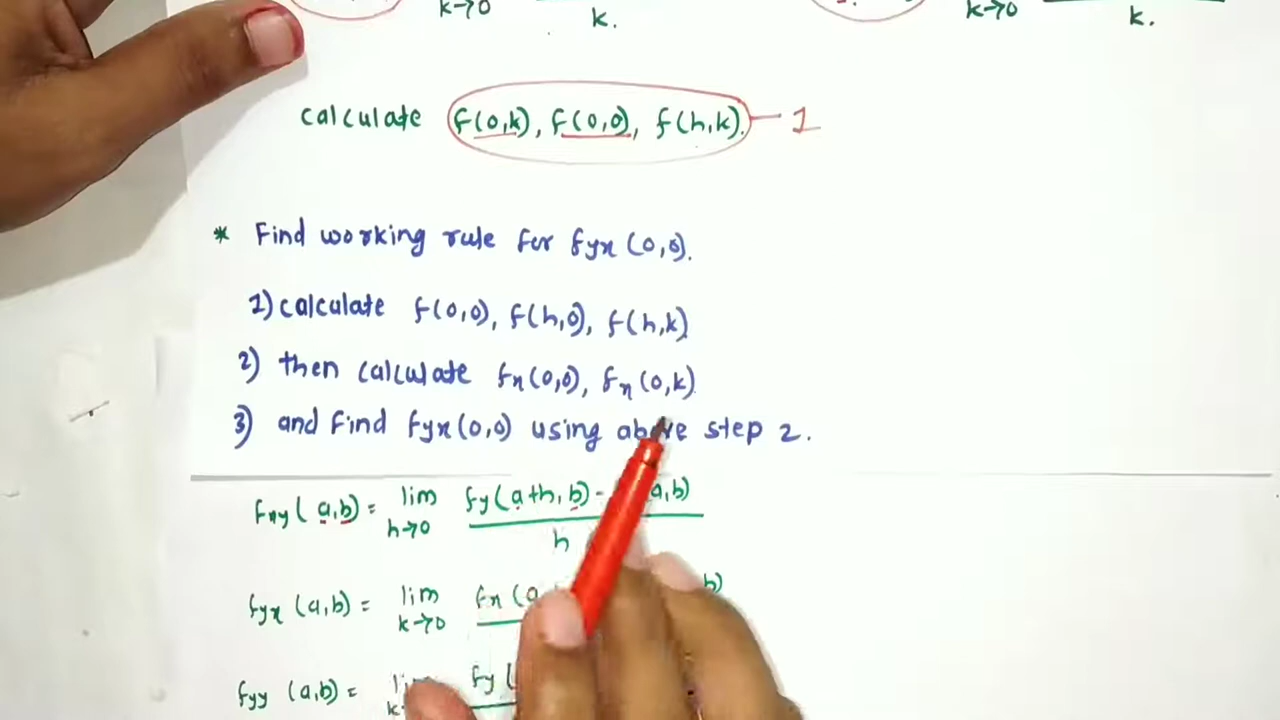 k→0 k. k→0 k.
calculate f(0,k), f(0,0), f(h,k). — 1
* Find working rule for fyx (0,0).
1) calculate f(0,0), f(h,0), f(h,k)
2) then calculate fx(0,0), fx(0,k)
3) and find fyx(0,0) using above step 2.
fxy (a,b) = lim h→0 fy(a+h, b) - a,b) h
fyx (a,b) = lim k→0 fx (a b)
fyy (a,b) = lim k fy (